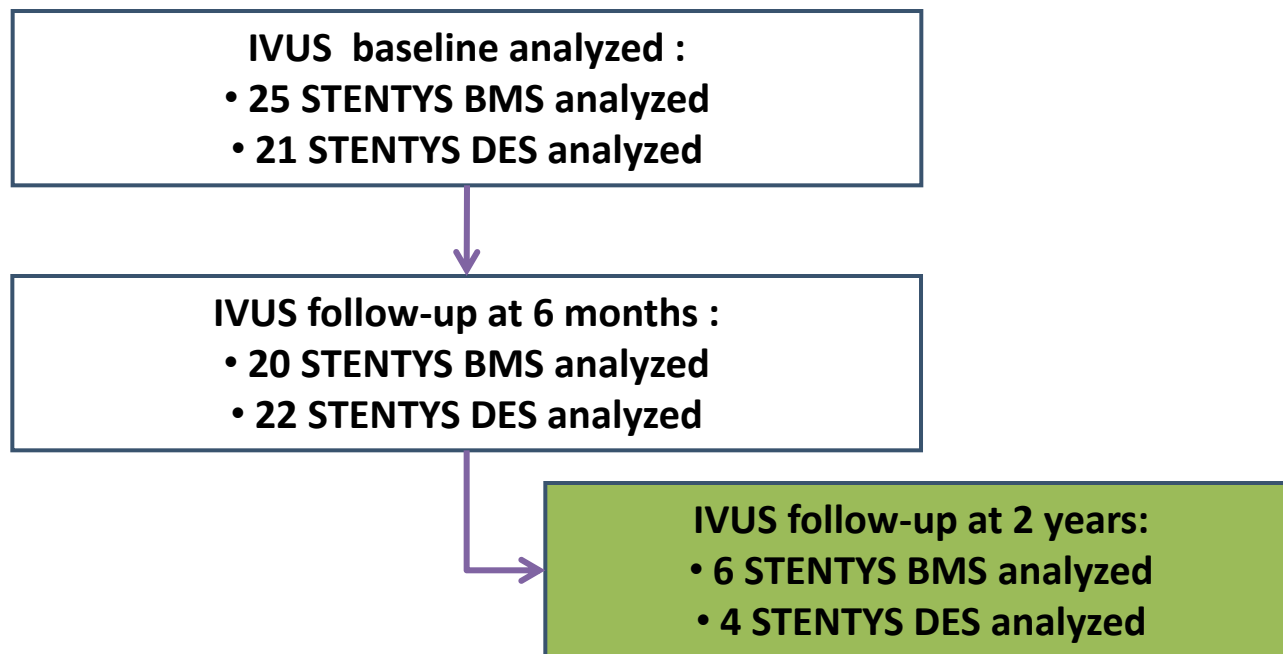 IVUS  baseline analyzed :
• 25 STENTYS BMS analyzed
• 21 STENTYS DES analyzed
IVUS follow-up at 6 months :
• 20 STENTYS BMS analyzed
• 22 STENTYS DES analyzed
IVUS follow-up at 2 years:
• 6 STENTYS BMS analyzed
• 4 STENTYS DES analyzed